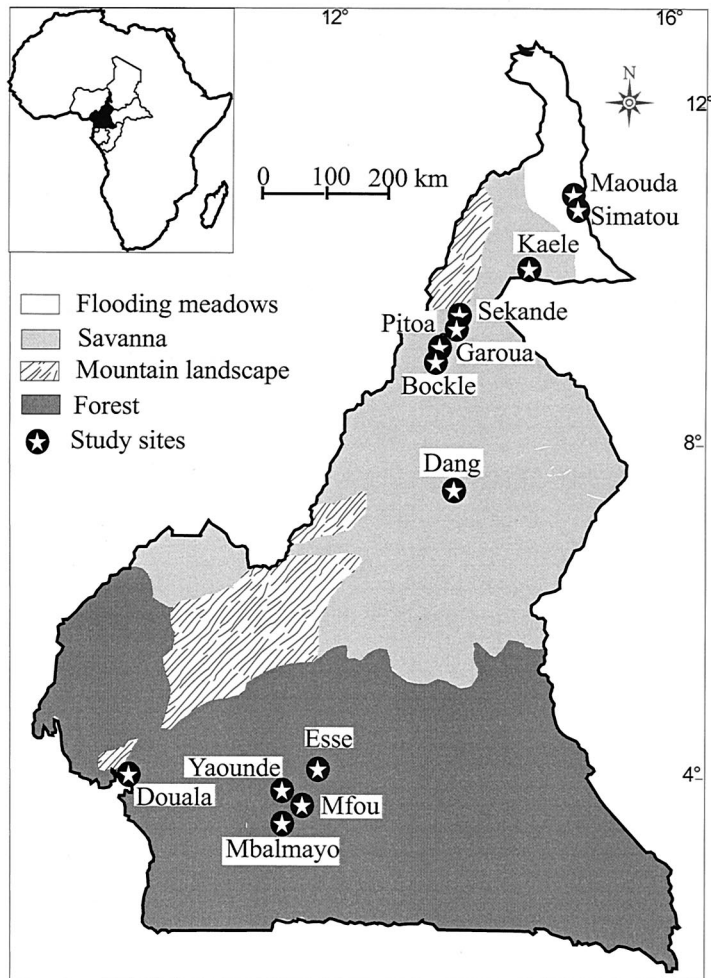 12°
16°
N
12°
0 100 200 km
Maouda
Simatou
Kaele
Flooding meadows
Sekande
Savanna
Pitoa
Mountain landscape
Garoua
Bockle
Forest
Study sites
8°
Dang
Esse
Yaounde
4°
Douala
Mfou
Mbalmayo